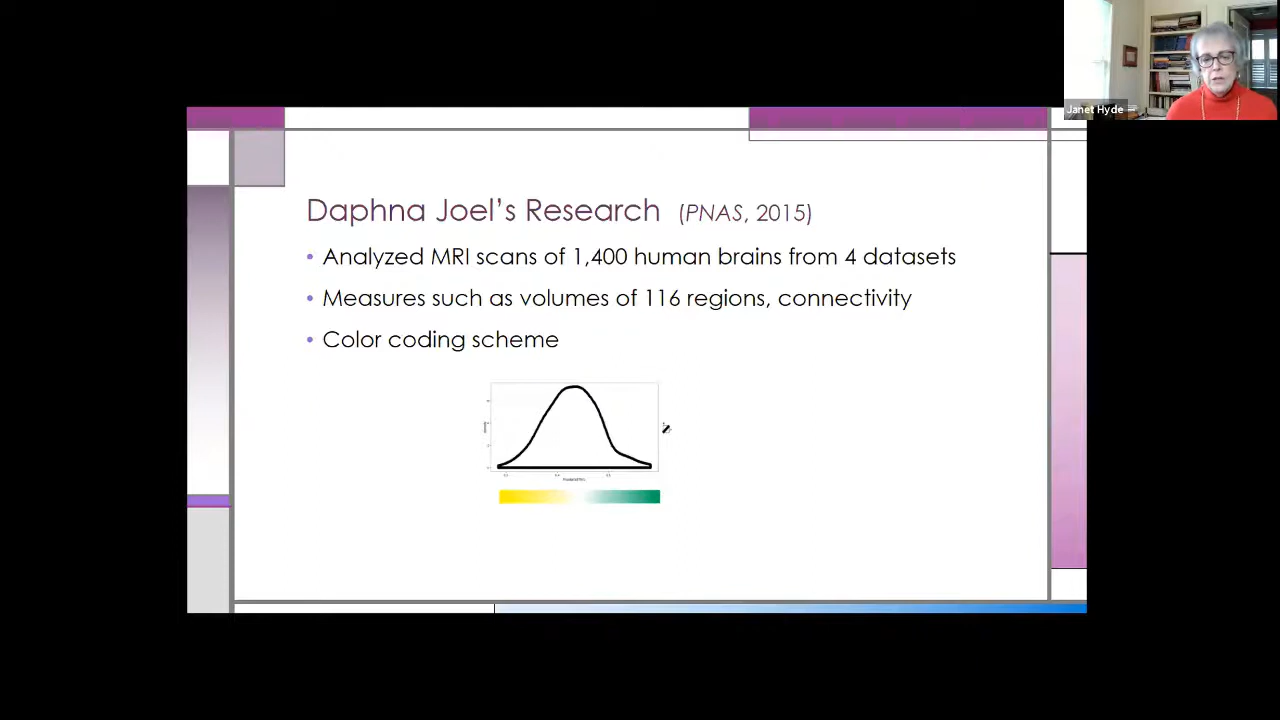 Janet Hyde
Daphna Joel's Research (PNAS, 2015)
• Analyzed MRI scans of 1,400 human brains from 4 datasets
• Measures such as volumes of 116 regions, connectivity
• Color coding scheme